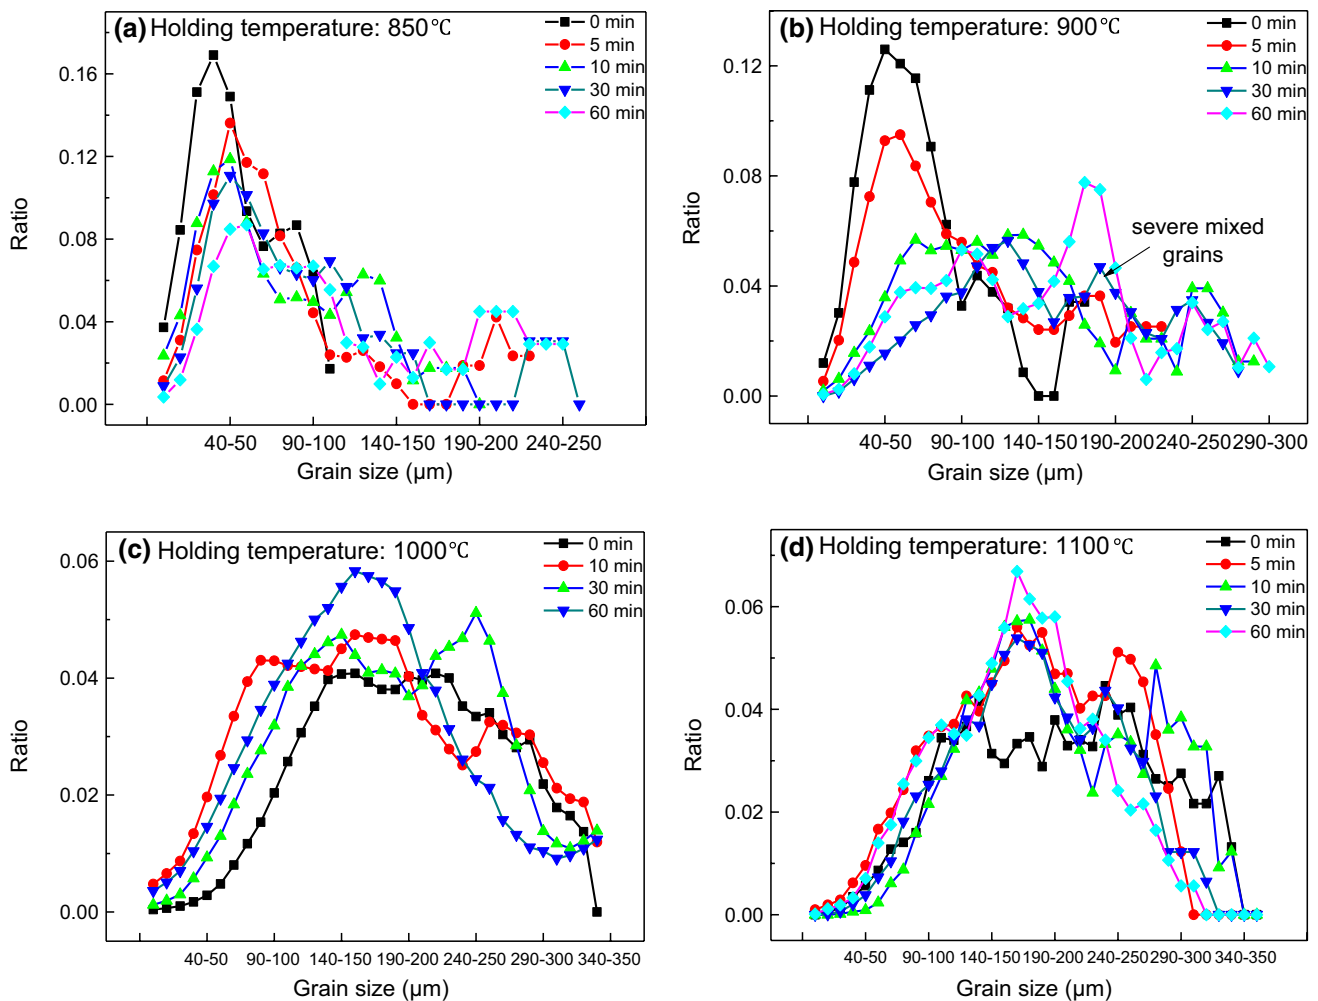 (a) Holding temperature: 850℃
0 min
5 min
10 min
30 min
60 min
0.16
0.12
0.08
0.04
0.00
Ratio
40-50 90-100 140-150 190-200 240-250
Grain size (μm)
(b) Holding temperature: 900℃
0 min
5 min
10 min
30 min
60 min
severe mixed
grains
0.12
0.08
0.04
0.00
Ratio
40-50 90-100 140-150 190-200 240-250 290-300
Grain size (μm)
(c) Holding temperature: 1000℃
0 min
10 min
30 min
60 min
0.06
0.04
0.02
0.00
Ratio
40-50 90-100 140-150 190-200 240-250 290-300 340-350
Grain size (μm)
(d) Holding temperature: 1100℃
0 min
5 min
10 min
30 min
60 min
0.06
0.04
0.02
0.00
Ratio
40-50 90-100 140-150 190-200 240-250 290-300 340-350
Grain size (μm)